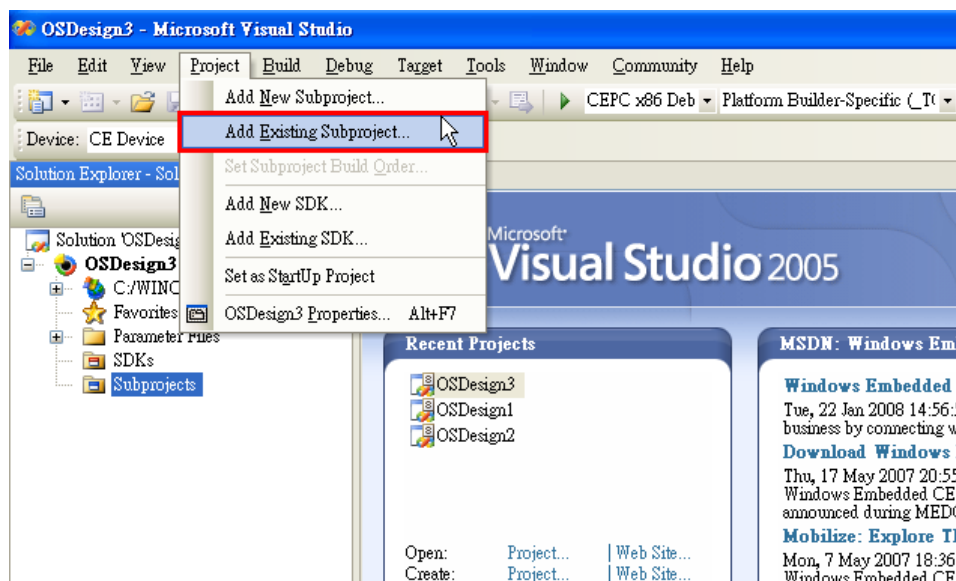 OSDesign3 - Microsoft Visual Studio
File Edit View Project Build Debug Target Tools Window Community Help
CEPC x86 Deb Platform Builder-Specific (_T(
Device: CE Device
Add New Subproject...
Add Existing Subproject...
Set Subproject Build Order...
Add New SDK...
Add Existing SDK...
Set as StartUp Project
OSDesign3 Properties... Alt+F7
Solution Explorer - Sol
Solution 'OSDesig
OSDesign3
C:/WINC
Favorites
Parameter Files
SDKs
Subprojects
Microsoft
Visual Studio 2005
Recent Projects
OSDesign3
OSDesign1
OSDesign2
Open: Project... | Web Site...
Create: Project... | Web Site...
MSDN: Windows Em
Windows Embedded
Tue, 22 Jan 2008 14:56:
business by connecting w
Download Windows
Thu, 17 May 2007 20:55
Windows Embedded CE
announced during MEDC
Mobilize: Explore Th
Mon, 7 May 2007 18:36
Windows Embedded CE